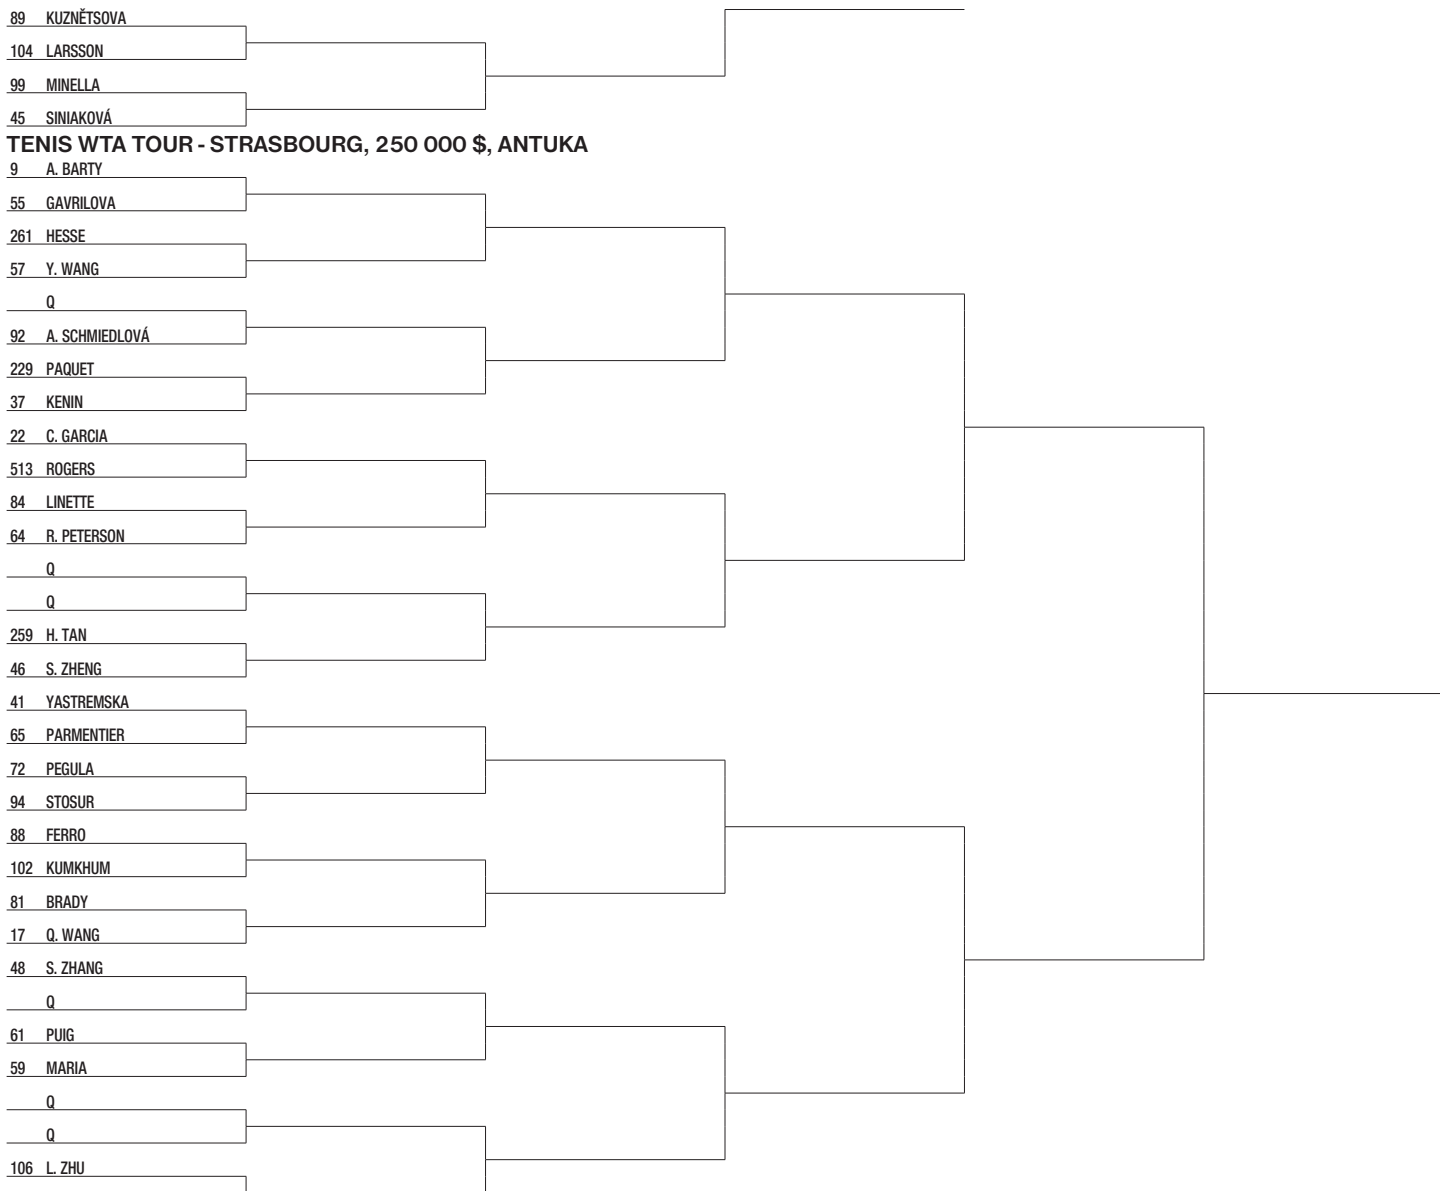 89 KUZNĚTSOVA
104 LARSSON
99 MINELLA
45 SINIAKOVÁ
TENIS WTA TOUR - STRASBOURG, 250 000 $, ANTUKA
9 A. BARTY
55 GAVRILOVA
261 HESSE
57 Y. WANG
Q
92 A. SCHMIEDLOVÁ
229 PAQUET
37 KENIN
22 C. GARCIA
513 ROGERS
84 LINETTE
64 R. PETERSON
Q
Q
259 H. TAN
46 S. ZHENG
41 YASTREMSKA
65 PARMENTIER
72 PEGULA
94 STOSUR
88 FERRO
102 KUMKHUM
81 BRADY
17 Q. WANG
48 S. ZHANG
Q
61 PUIG
59 MARIA
Q
Q
106 L. ZHU